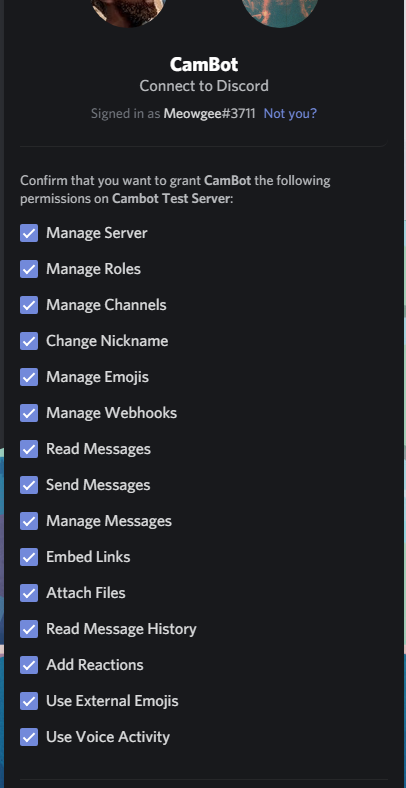 CamBot
Connect to Discord
Signed in as Meowgee#3711 Not you?
Confirm that you want to grant CamBot the following
permissions on Cambot Test Server:
Manage Server
Manage Roles
Manage Channels
Change Nickname
Manage Emojis
Manage Webhooks
Read Messages
Send Messages
Manage Messages
Embed Links
Attach Files
Read Message History
Add Reactions
Use External Emojis
Use Voice Activity